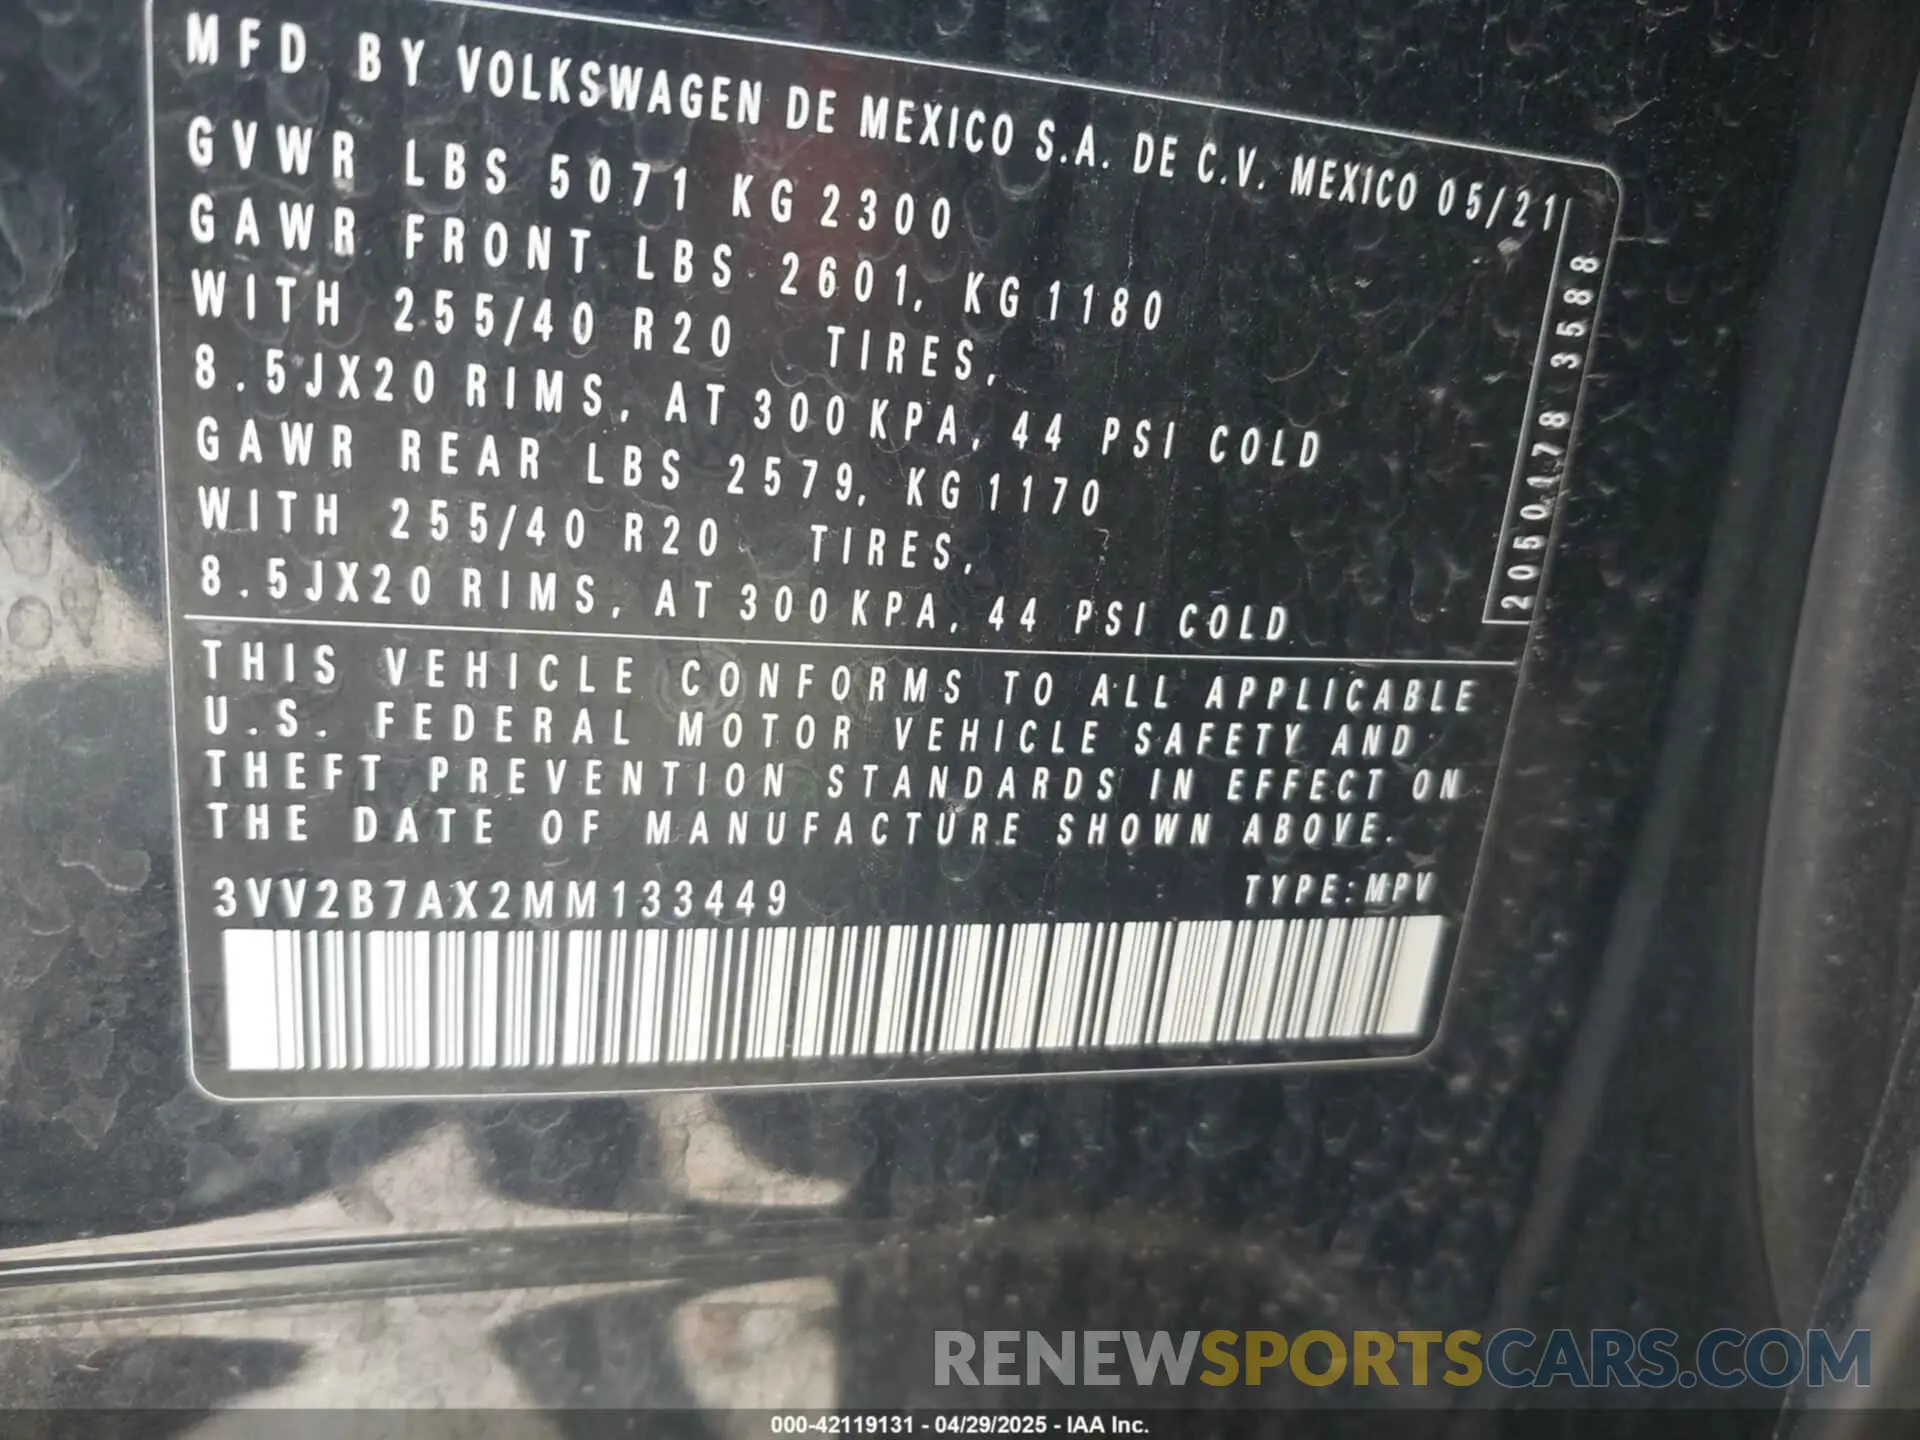 MFD. BY VOLKSWAGEN DE MEXICO S.A. DE C.V. MEXICO 05/21
GVWR LBS 5071 KG 2300
GAWR FRONT LBS 2601, KG 1180
WITH 255/40 R20 TIRES,
8.5JX20 RIMS, AT 300 KPA, 44 PSI COLD
GAWR REAR LBS 2579, KG 1170
WITH 255/40 R20 TIRES,
8.5JX20 RIMS, AT 300 KPA, 44 PSI COLD
2050178 3588
THIS VEHICLE CONFORMS TO ALL APPLICABLE
U.S. FEDERAL MOTOR VEHICLE SAFETY AND
THEFT PREVENTION STANDARDS IN EFFECT ON
THE DATE OF MANUFACTURE SHOWN ABOVE.
3VV2B7AX2MM133449 TYPE:MPV
RENEWSPORTSCARS.COM
000-42119131 - 04/29/2025 - IAA Inc.